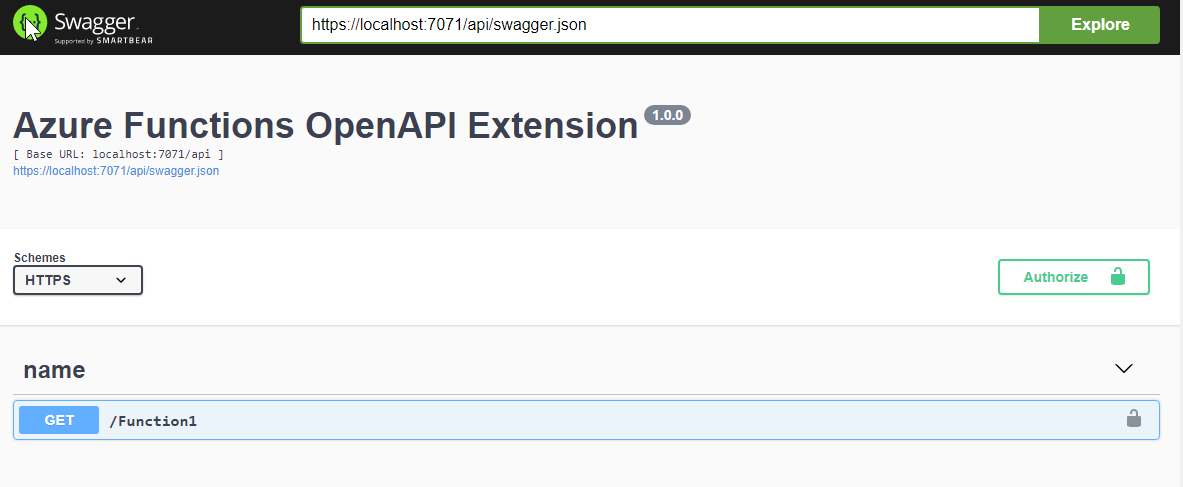 Swagger
Supported by SMARTBEAR
https://localhost:7071/api/swagger.json
Explore
Azure Functions OpenAPI Extension 1.0.0
[ Base URL: localhost:7071/api ]
https://localhost:7071/api/swagger.json
Schemes
HTTPS
Authorize
name
GET /Function1